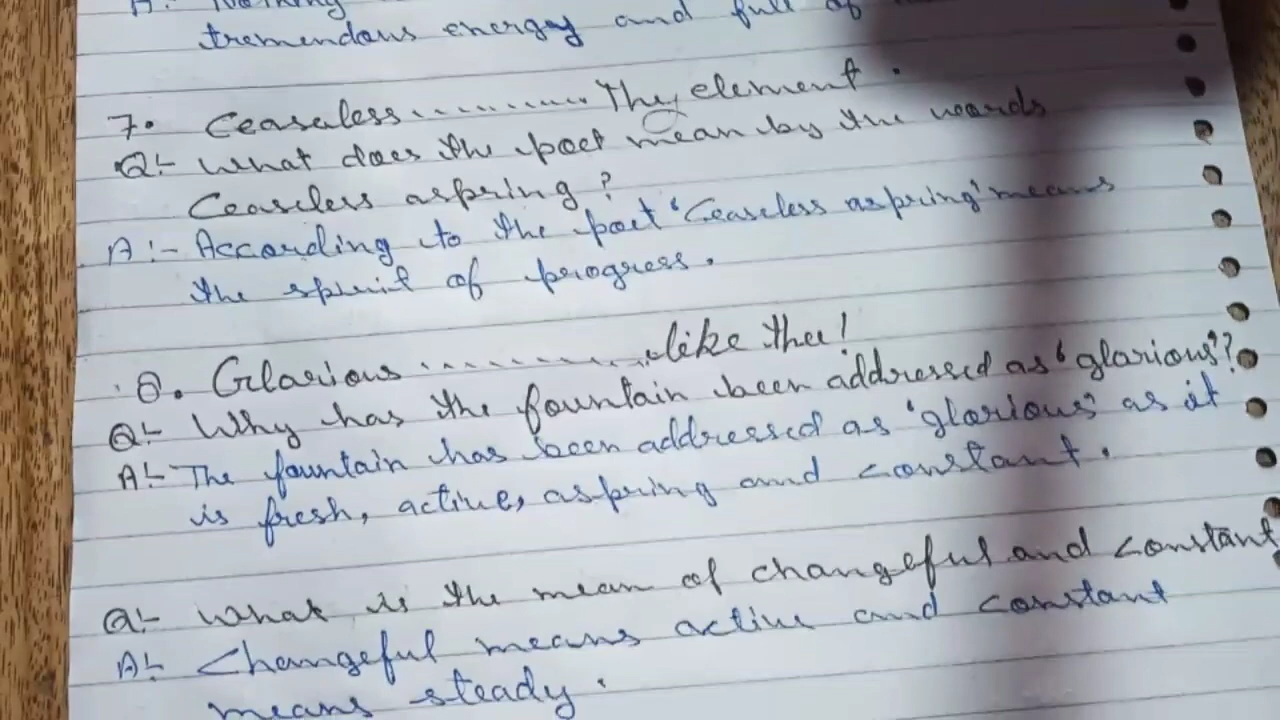 tremendous energy and full of
7. Ceaseless ........... Thy element.
Q:- What does the poet mean by the words
Ceaseless aspring?
A:- According to the poet 'Ceaseless aspring' means
the spirit of progress.
8. Glorious ........... like thee!
Q:- Why has the fountain been addressed as 'glorious'?
A:- The fountain has been addressed as 'glorious' as it
is fresh, active, aspring and constant.
Q:- What is the mean of changeful and constant
A:- Changeful means active and constant
means steady.